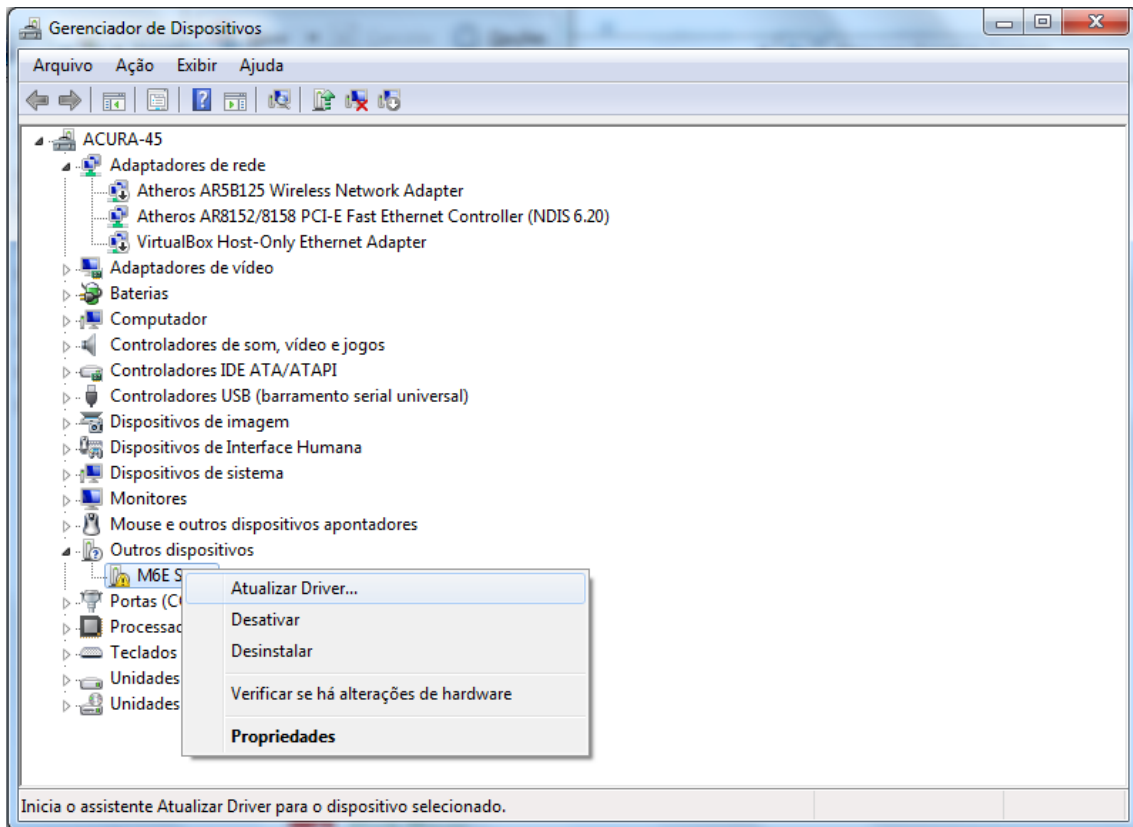 Gerenciador de Dispositivos
Arquivo Ação Exibir Ajuda
ACURA-45
Adaptadores de rede
Atheros AR5B125 Wireless Network Adapter
Atheros AR8152/8158 PCI-E Fast Ethernet Controller (NDIS 6.20)
VirtualBox Host-Only Ethernet Adapter
Adaptadores de vídeo
Baterias
Computador
Controladores de som, vídeo e jogos
Controladores IDE ATA/ATAPI
Controladores USB (barramento serial universal)
Dispositivos de imagem
Dispositivos de Interface Humana
Dispositivos de sistema
Monitores
Mouse e outros dispositivos apontadores
Outros dispositivos
M6E S
Atualizar Driver...
Portas (C
Desativar
Processad
Desinstalar
Teclados
Unidades
Verificar se há alterações de hardware
Unidades
Propriedades
Inicia o assistente Atualizar Driver para o dispositivo selecionado.